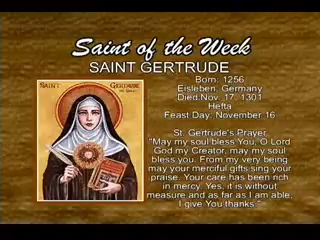 Saint of the Week
SAINT GERTRUDE
Born: 1256
Eisleben, Germany
Died:Nov. 17, 1301
Hefta
Feast Day: November 16
St. Gertrude's Prayer
"May my soul bless You, O Lord
God my Creator, may my soul
bless you. From my very being
may your merciful gifts sing your
praise. Your care has been rich
in mercy. Yes, it is without
measure and as far as I am able,
I give You thanks."
SAINT GERTRUDE